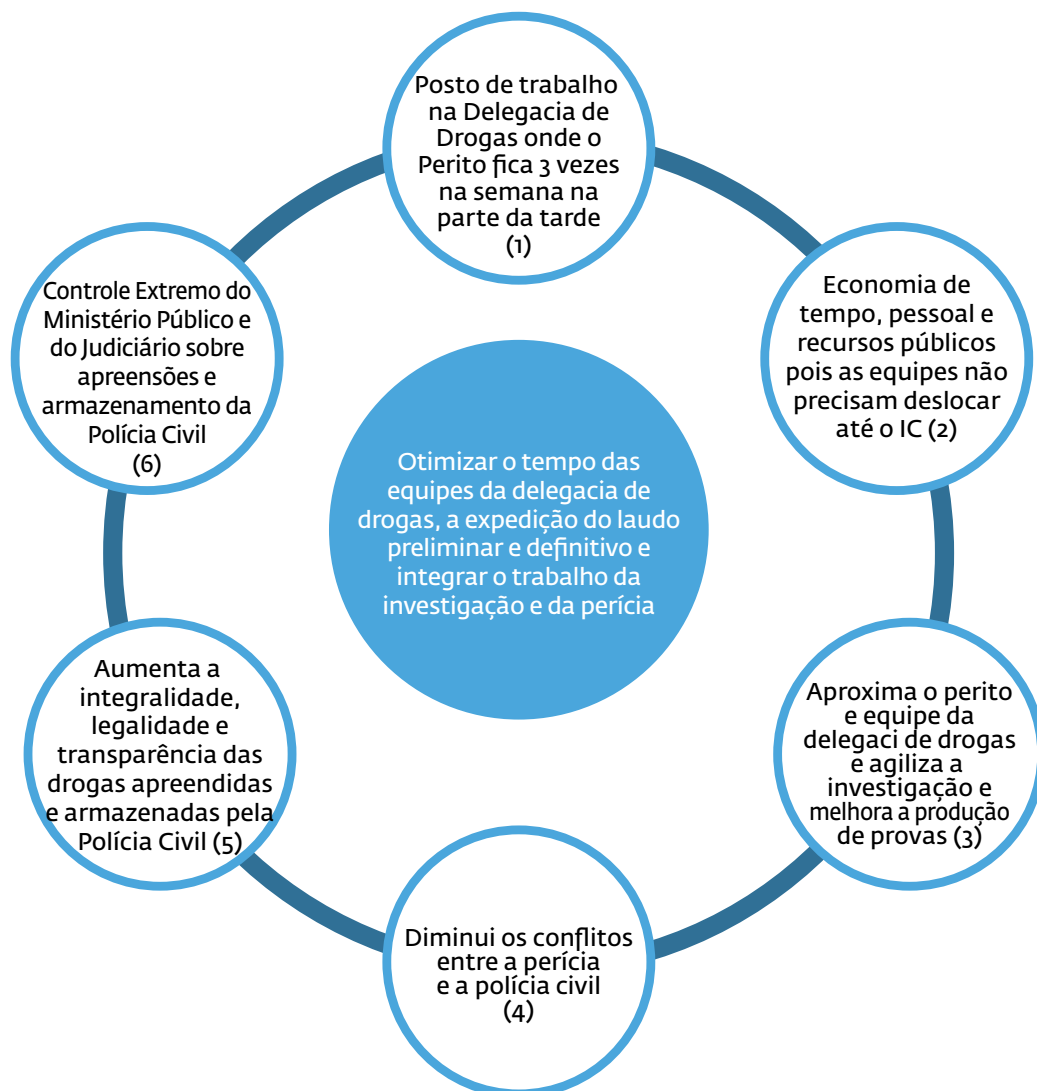 Posto de trabalho
na Delegacia de
Drogas onde o
Perito fica 3 vezes
na semana na
parte da tarde
(1)
Economia de
tempo, pessoal e
recursos públicos
pois as equipes não
precisam deslocar
até o IC (2)
Aproxima o perito
e equipe da
delegaci de drogas
e agiliza a
investigação e
melhora a produção
de provas (3)
Diminui os conflitos
entre a perícia
e a polícia civil
(4)
Aumenta a
integralidade,
legalidade e
transparência das
drogas apreendidas
e armazenadas pela
Polícia Civil (5)
Controle Extremo do
Ministério Público e
do Judiciário sobre
apreensões e
armazenamento da
Polícia Civil
(6)
Otimizar o tempo das
equipes da delegacia de
drogas, a expedição do laudo
preliminar e definitivo e
integrar o trabalho da
investigação e da perícia